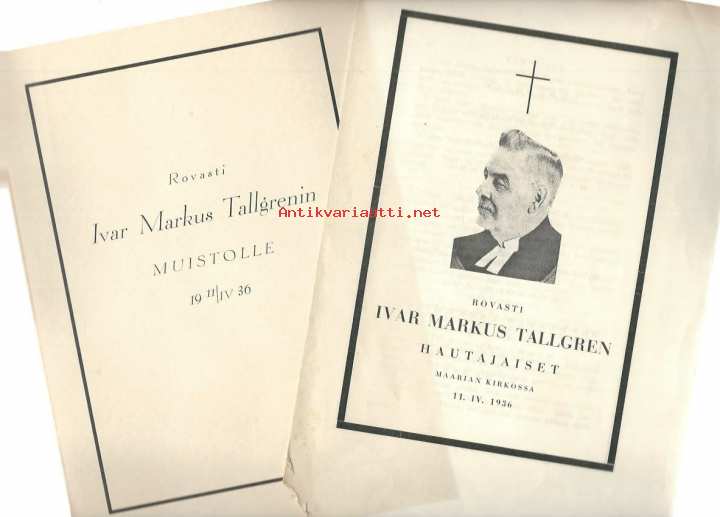 Rovasti
Ivar Markus Tallgrenin
MUISTOLLE
19 11/IV 36
Antikvariaatti.net
ROVASTI
IVAR MARKUS TALLGREN
HAUTAJAISET
MAARIAN KIRKOSSA
11. IV. 1936